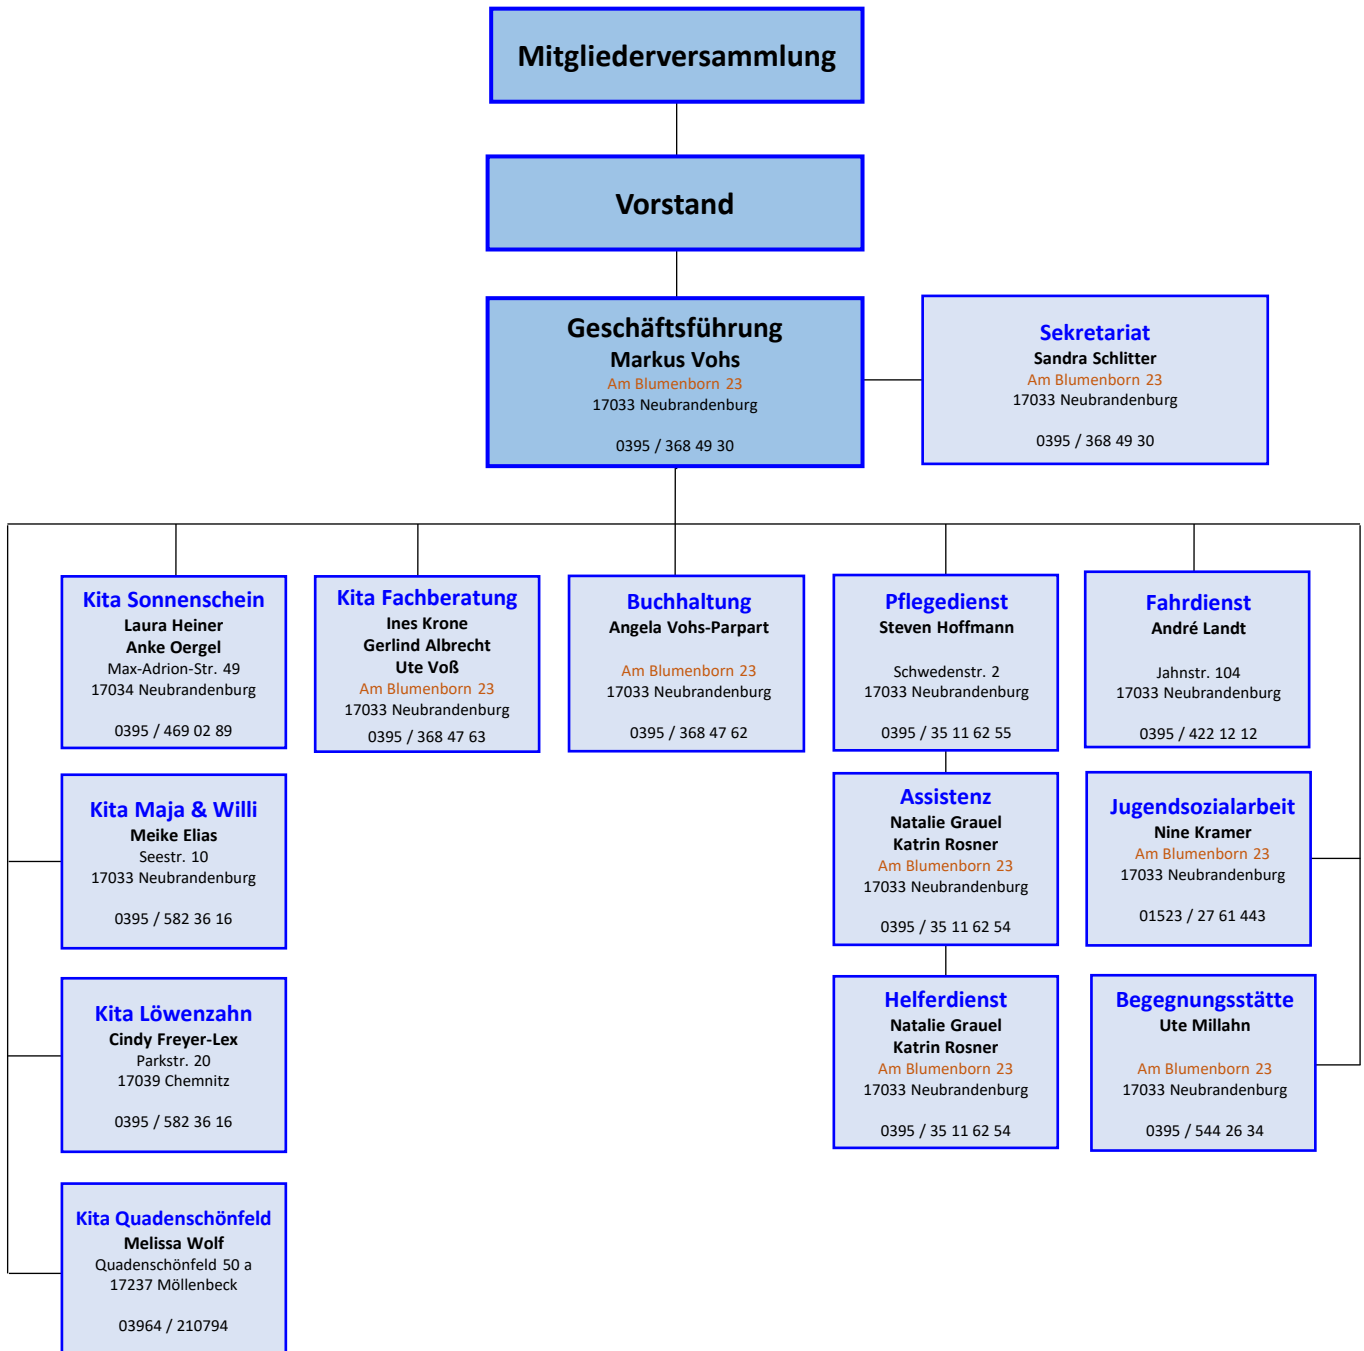 Mitgliederversammlung
Vorstand
Geschäftsführung
Markus Vohs
Am Blumenborn 23
17033 Neubrandenburg
0395 / 368 49 30
Sekretariat
Sandra Schlitter
Am Blumenborn 23
17033 Neubrandenburg
0395 / 368 49 30
Kita Sonnenschein
Laura Heiner
Anke Oergel
Max-Adrion-Str. 49
17034 Neubrandenburg
0395 / 469 02 89
Kita Fachberatung
Ines Krone
Gerlind Albrecht
Ute Voß
Am Blumenborn 23
17033 Neubrandenburg
0395 / 368 47 63
Buchhaltung
Angela Vohs-Parpart
Am Blumenborn 23
17033 Neubrandenburg
0395 / 368 47 62
Pflegedienst
Steven Hoffmann
Schwedenstr. 2
17033 Neubrandenburg
0395 / 35 11 62 55
Fahrdienst
André Landt
Jahnstr. 104
17033 Neubrandenburg
0395 / 422 12 12
Kita Maja & Willi
Meike Elias
Seestr. 10
17033 Neubrandenburg
0395 / 582 36 16
Assistenz
Natalie Grauel
Katrin Rosner
Am Blumenborn 23
17033 Neubrandenburg
0395 / 35 11 62 54
Jugendsozialarbeit
Nine Kramer
Am Blumenborn 23
17033 Neubrandenburg
01523 / 27 61 443
Kita Löwenzahn
Cindy Freyer-Lex
Parkstr. 20
17039 Chemnitz
0395 / 582 36 16
Helferdienst
Natalie Grauel
Katrin Rosner
Am Blumenborn 23
17033 Neubrandenburg
0395 / 35 11 62 54
Begegnungsstätte
Ute Millahn
Am Blumenborn 23
17033 Neubrandenburg
0395 / 544 26 34
Kita Quadenschönfeld
Melissa Wolf
Quadenschönfeld 50 a
17237 Möllenbeck
03964 / 210794